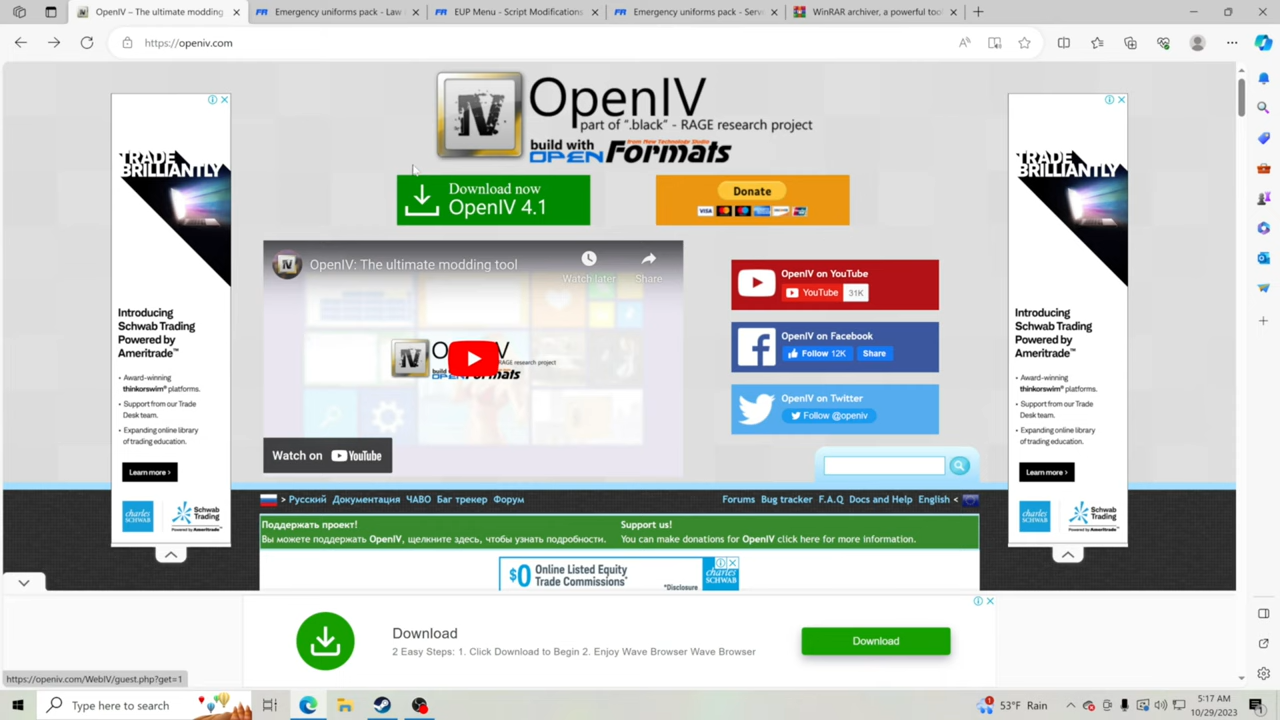 OpenIV – The ultimate modding
Emergency uniforms pack - Law
EUP Menu - Script Modifications
Emergency uniforms pack - Serve
WinRAR archiver, a powerful too
https://openiv.com
OpenIV
part of ".black" - RAGE research project
build with OPENFormats
from New Technology Studio
Download now
OpenIV 4.1
Donate
VISA
OpenIV: The ultimate modding tool
Watch later
Share
research project
Watch on YouTube
OpenIV on YouTube
YouTube 31K
OpenIV on Facebook
Follow 12K Share
OpenIV on Twitter
Follow @openiv
TRADE
BRILLIANTLY
Introducing
Schwab Trading
Powered by
Ameritrade™
• Award-winning
thinkorswim® platforms.
• Support from our Trade
Desk team.
• Expanding online library
of trading education.
Learn more >
charles
SCHWAB
Schwab
Trading
Powered by
Ameritrade
TRADE
BRILLIANTLY
Introducing
Schwab Trading
Powered by
Ameritrade™
• Award-winning
thinkorswim® platforms.
• Support from our Trade
Desk team.
• Expanding online library
of trading education.
Learn more >
charles
SCHWAB
Schwab
Trading
Powered by
Ameritrade
> Русский Документация ЧАВО Баг трекер Форум
Forums Bug tracker F.A.Q Docs and Help English <
Поддержать проект!
Вы можете поддержать OpenIV, щелкните здесь, чтобы узнать подробности.
Support us!
You can make donations for OpenIV click here for more information.
$0 Online Listed Equity
Trade Commissions*
*Disclosure
charles
SCHWAB
Download
2 Easy Steps: 1. Click Download to Begin 2. Enjoy Wave Browser Wave Browser
Download
https://openiv.com/WebIV/guest.php?get=1
Type here to search
53°F Rain
5:17 AM
10/29/2023